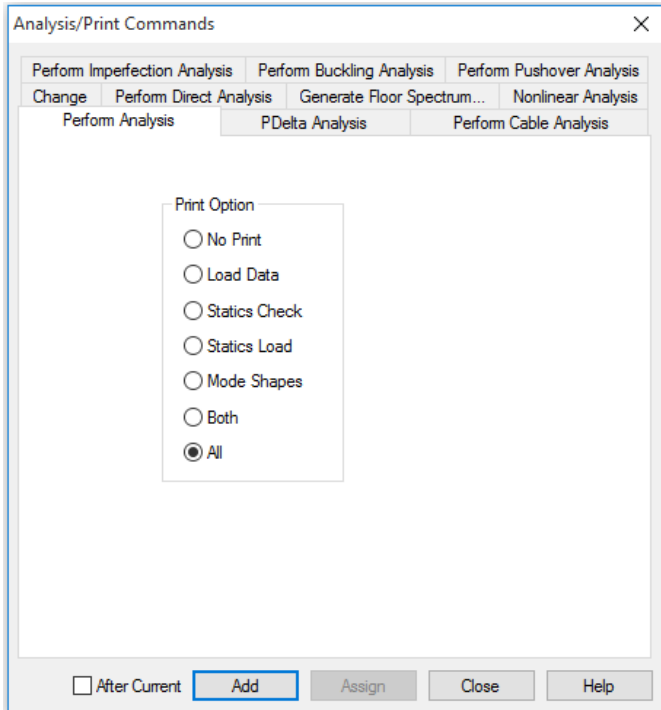 Analysis/Print Commands
Perform Imperfection Analysis Perform Buckling Analysis Perform Pushover Analysis
Change Perform Direct Analysis Generate Floor Spectrum... Nonlinear Analysis
Perform Analysis PDelta Analysis Perform Cable Analysis
Print Option
No Print
Load Data
Statics Check
Statics Load
Mode Shapes
Both
All
After Current Add Assign Close Help